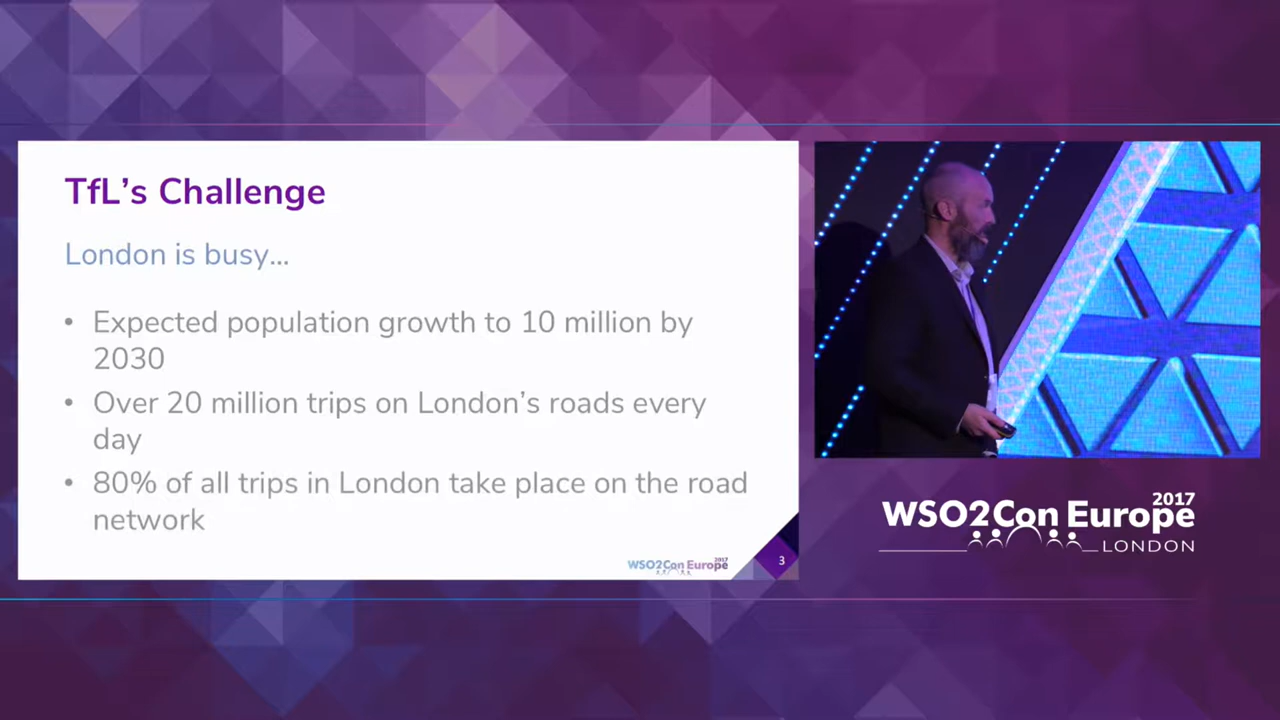 TfL's Challenge
London is busy...
• Expected population growth to 10 million by
2030
• Over 20 million trips on London's roads every
day
• 80% of all trips in London take place on the road
network
WSO2Con Europe 2017
3
WSO2Con Europe 2017
LONDON